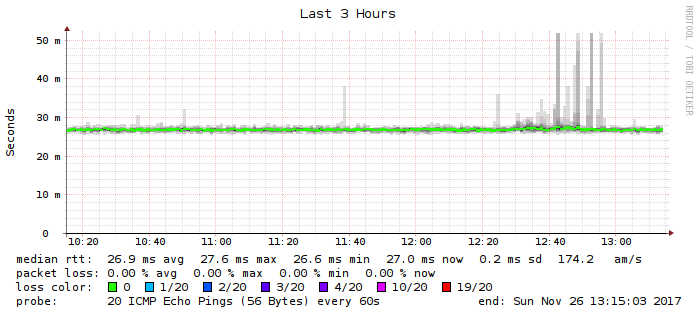 Last 3 Hours
RRDTOOL / TOBI OETIKER
Seconds
50 m
40 m
30 m
20 m
10 m
0
10:20 10:40 11:00 11:20 11:40 12:00 12:20 12:40 13:00
median rtt: 26.9 ms avg 27.6 ms max 26.6 ms min 27.0 ms now 0.2 ms sd 174.2 am/s
packet loss: 0.00 % avg 0.00 % max 0.00 % min 0.00 % now
loss color: 0 1/20 2/20 3/20 4/20 10/20 19/20
probe: 20 ICMP Echo Pings (56 Bytes) every 60s end: Sun Nov 26 13:15:03 2017